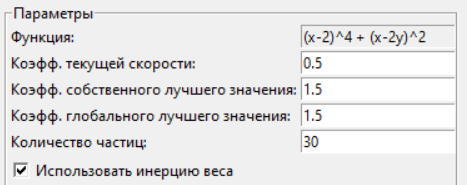 Параметры
Функция: (x-2)^4 + (x-2y)^2
Коэфф. текущей скорости: 0.5
Коэфф. собственного лучшего значения: 1.5
Коэфф. глобального лучшего значения: 1.5
Количество частиц: 30
Использовать инерцию веса